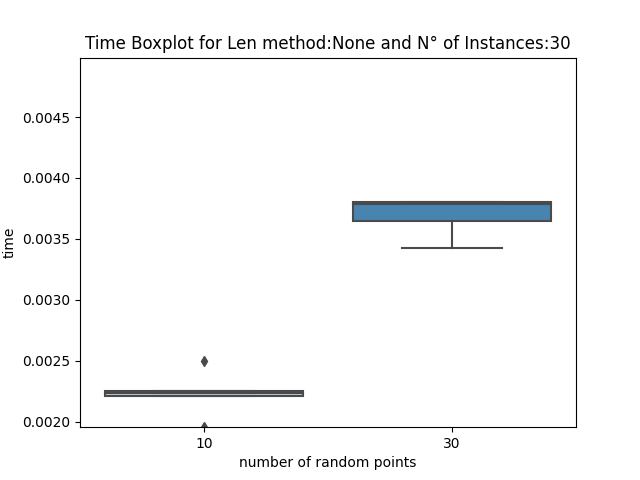 Time Boxplot for Len method:None and N° of Instances:30
0.0045
0.0040
0.0035
0.0030
0.0025
0.0020
time
10 30
number of random points